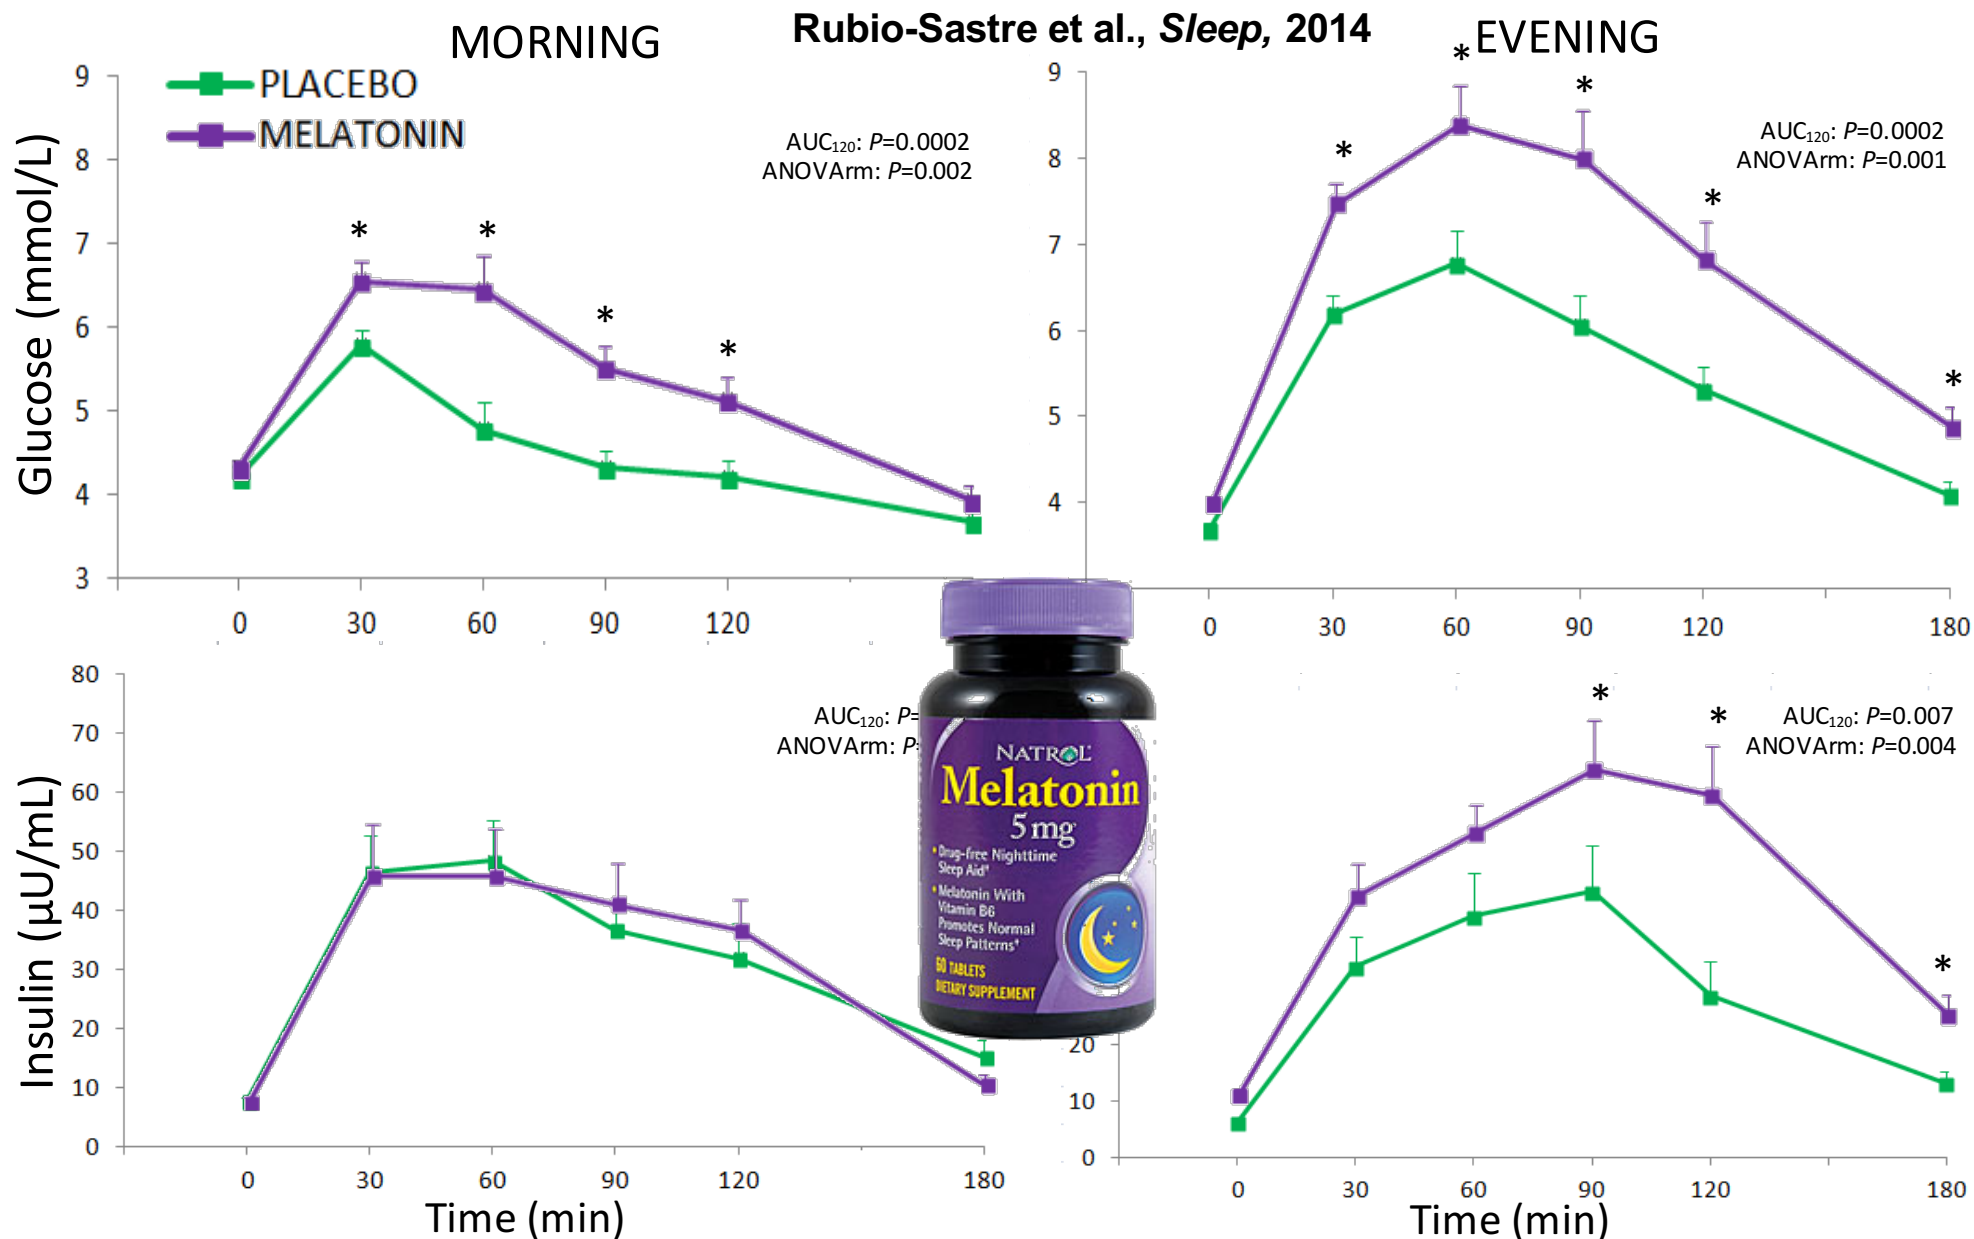 Rubio-Sastre et al., Sleep, 2014
MORNING
PLACEBO
MELATONIN
AUC₁₂₀: P=0.0002
ANOVArm: P=0.002
Glucose (mmol/L)
9
8
7
6
5
4
3
* * * *
0 30 60 90 120
EVENING
AUC₁₂₀: P=0.0002
ANOVArm: P=0.001
9
8
7
6
5
4
* * * * *
0 30 60 90 120 180
AUC₁₂₀: P=
ANOVArm: P
Insulin (µU/mL)
80
70
60
50
40
30
20
10
0
0 30 60 90 120 180
Time (min)
NATROL
Melatonin
5 mg
Drug-free Nighttime
Sleep Aid*
Melatonin With
Vitamin B6
Promotes Normal
Sleep Patterns*
60 TABLETS
DIETARY SUPPLEMENT
AUC₁₂₀: P=0.007
ANOVArm: P=0.004
* * *
20
10
0
0 30 60 90 120 180
Time (min)